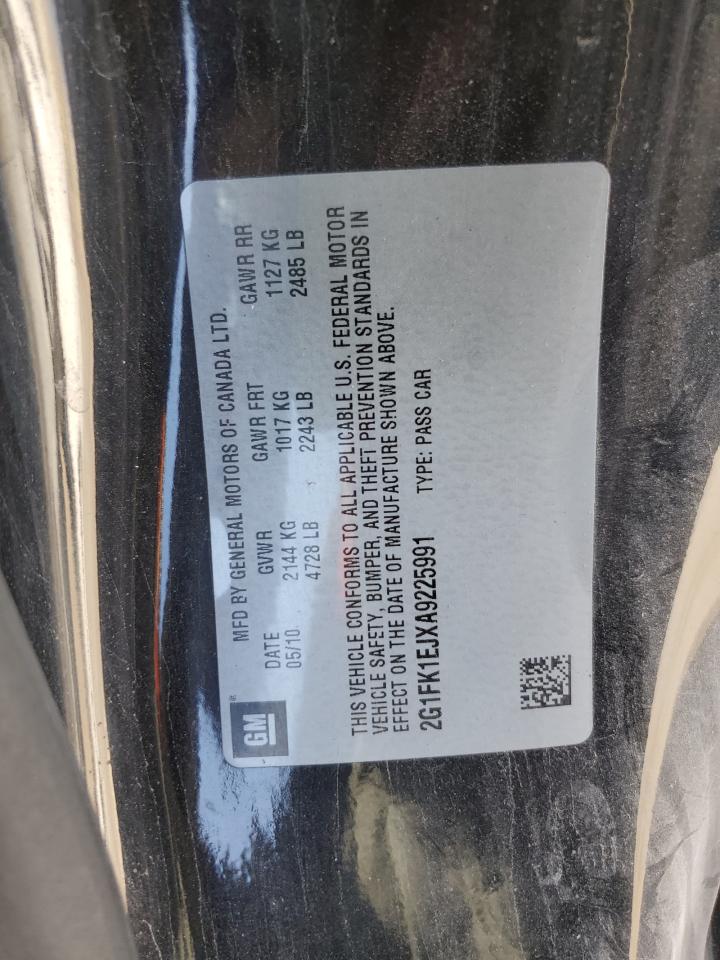 GM
MFD BY GENERAL MOTORS OF CANADA LTD.
DATE GVWR GAWR FRT GAWR RR
05/10 2144 KG 1017 KG 1127 KG
4728 LB 2243 LB 2485 LB
THIS VEHICLE CONFORMS TO ALL APPLICABLE U.S. FEDERAL MOTOR
VEHICLE SAFETY, BUMPER, AND THEFT PREVENTION STANDARDS IN
EFFECT ON THE DATE OF MANUFACTURE SHOWN ABOVE.
2G1FK1EJXA9225991 TYPE: PASS CAR